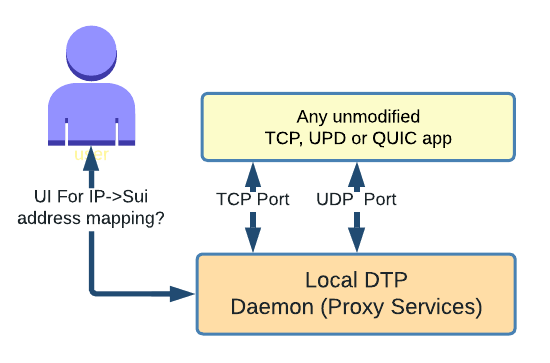 user
Any unmodified
TCP, UPD or QUIC app
UI For IP->Sui
address mapping?
TCP Port
UDP Port
Local DTP
Daemon (Proxy Services)